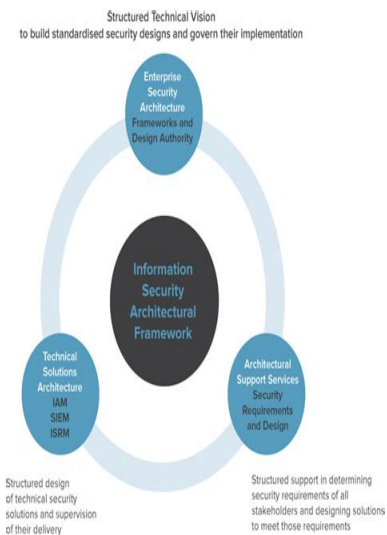 Structured Technical Vision
to build standardised security designs and govern their implementation
Enterprise
Security
Architecture
Frameworks and
Design Authority
Information
Security
Architectural
Framework
Technical
Solutions
Architecture
IAM
SIEM
ISRM
Architectural
Support Services
Security
Requirements
and Design
Structured design
of technical security
solutions and supervision
of their delivery
Structured support in determining
security requirements of all
stakeholders and designing solutions
to meet those requirements